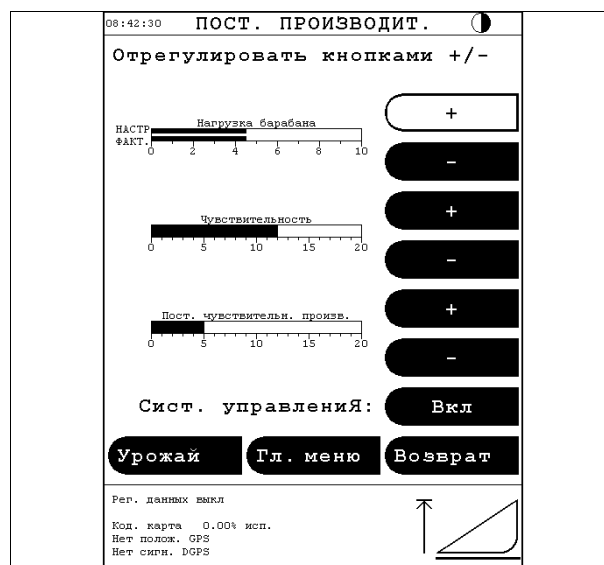 08:42:30 ПОСТ. ПРОИЗВОДИТ.
Отрегулировать кнопками +/-
Нагрузка барабана
+
НАСТР
ФАКТ.
0 2 4 6 8 10
-
+
Чувствительность
0 5 10 15 20
-
Пост. чувствительн. произв.
+
0 5 10 15 20
-
Сист. управлениЯ: Вкл
Урожай Гл. меню Возврат
Рег. данных выкл
Код. карта 0.00% исп.
Нет полож. GPS
Нет сигн. DGPS